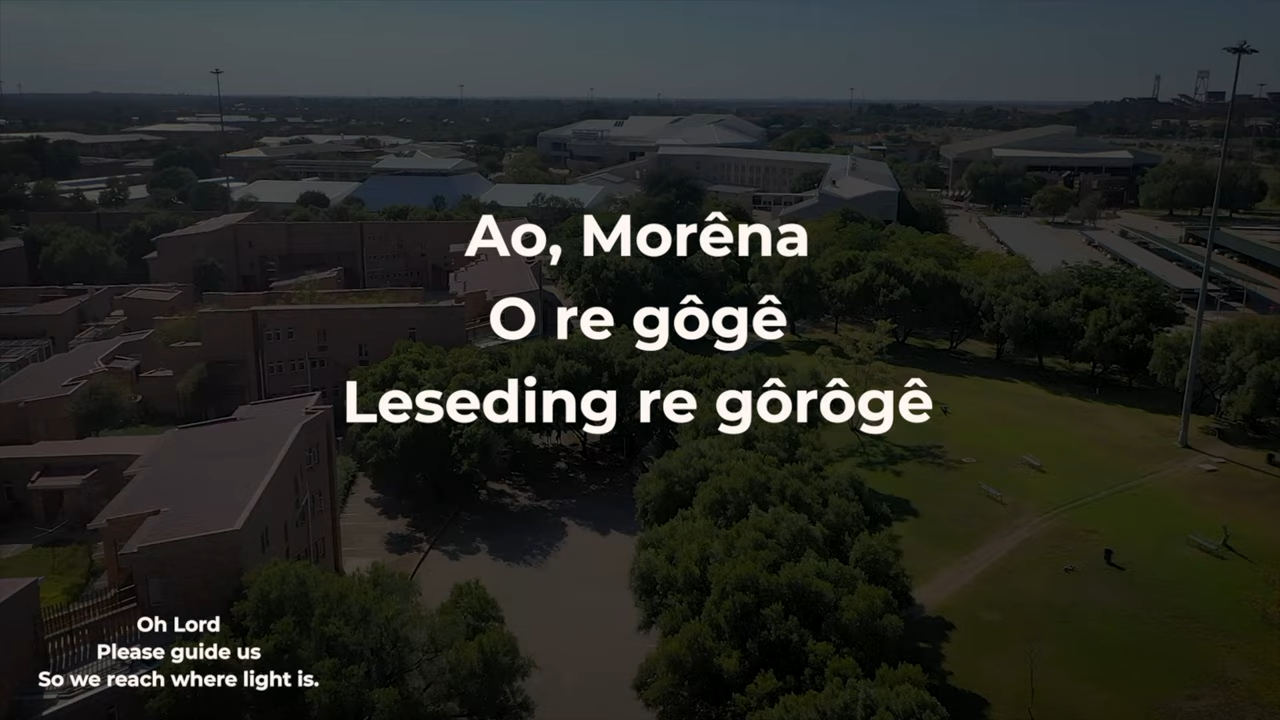 Ao, Morêna
O re gôgê
Leseding re gôrôgê
Oh Lord
Please guide us
So we reach where light is.